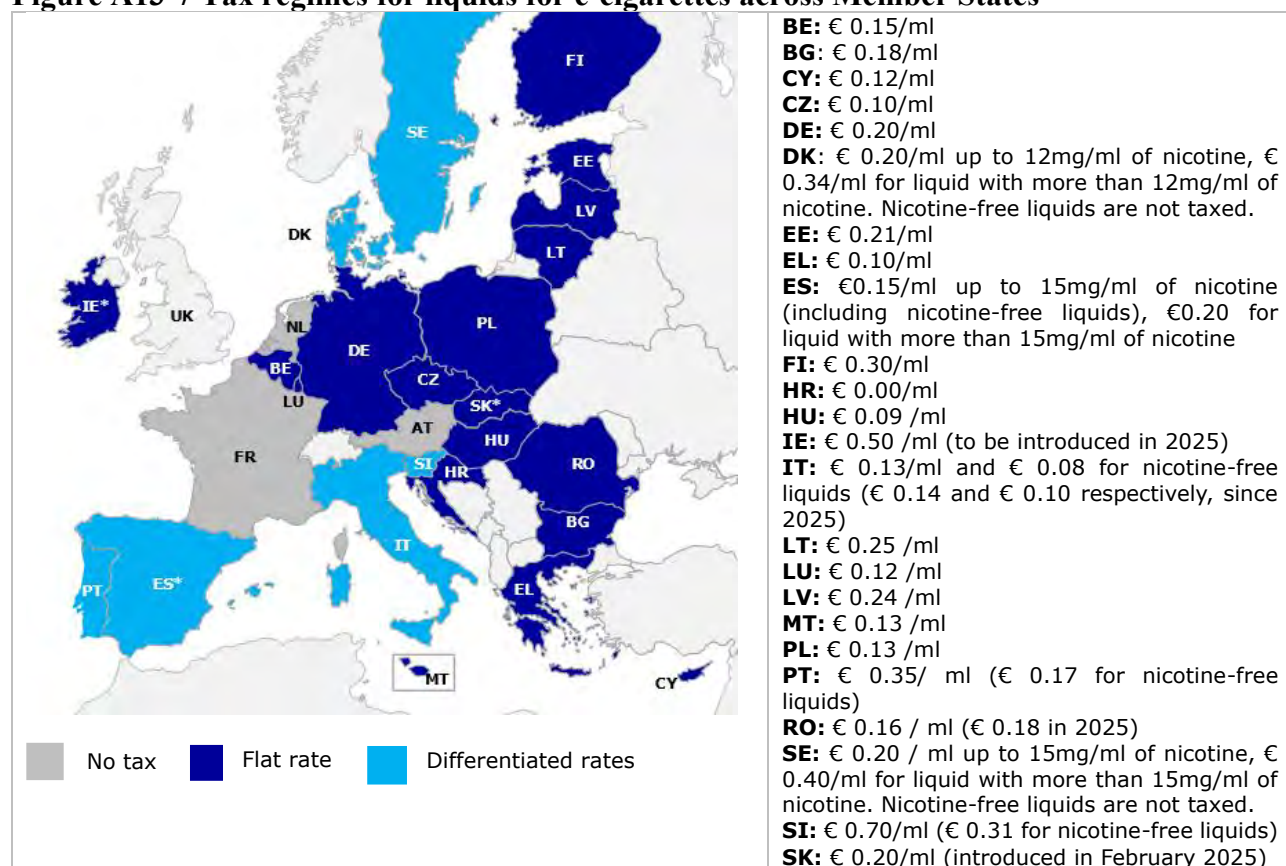 Figure A15-7 Tax regimes for liquids for e-cigarettes across Member States
FI
SE
EE
LV
DK
LT
IE*
UK
NL
PL
DE
BE
CZ
LU
SK*
AT
HU
FR
SI
HR
RO
BG
IT
PT
ES*
EL
MT
CY
No tax
Flat rate
Differentiated rates
BE: € 0.15/ml
BG: € 0.18/ml
CY: € 0.12/ml
CZ: € 0.10/ml
DE: € 0.20/ml
DK: € 0.20/ml up to 12mg/ml of nicotine, €
0.34/ml for liquid with more than 12mg/ml of
nicotine. Nicotine-free liquids are not taxed.
EE: € 0.21/ml
EL: € 0.10/ml
ES: €0.15/ml up to 15mg/ml of nicotine
(including nicotine-free liquids), €0.20 for
liquid with more than 15mg/ml of nicotine
FI: € 0.30/ml
HR: € 0.00/ml
HU: € 0.09 /ml
IE: € 0.50 /ml (to be introduced in 2025)
IT: € 0.13/ml and € 0.08 for nicotine-free
liquids (€ 0.14 and € 0.10 respectively, since
2025)
LT: € 0.25 /ml
LU: € 0.12 /ml
LV: € 0.24 /ml
MT: € 0.13 /ml
PL: € 0.13 /ml
PT: € 0.35/ ml (€ 0.17 for nicotine-free
liquids)
RO: € 0.16 / ml (€ 0.18 in 2025)
SE: € 0.20 / ml up to 15mg/ml of nicotine, €
0.40/ml for liquid with more than 15mg/ml of
nicotine. Nicotine-free liquids are not taxed.
SI: € 0.70/ml (€ 0.31 for nicotine-free liquids)
SK: € 0.20/ml (introduced in February 2025)